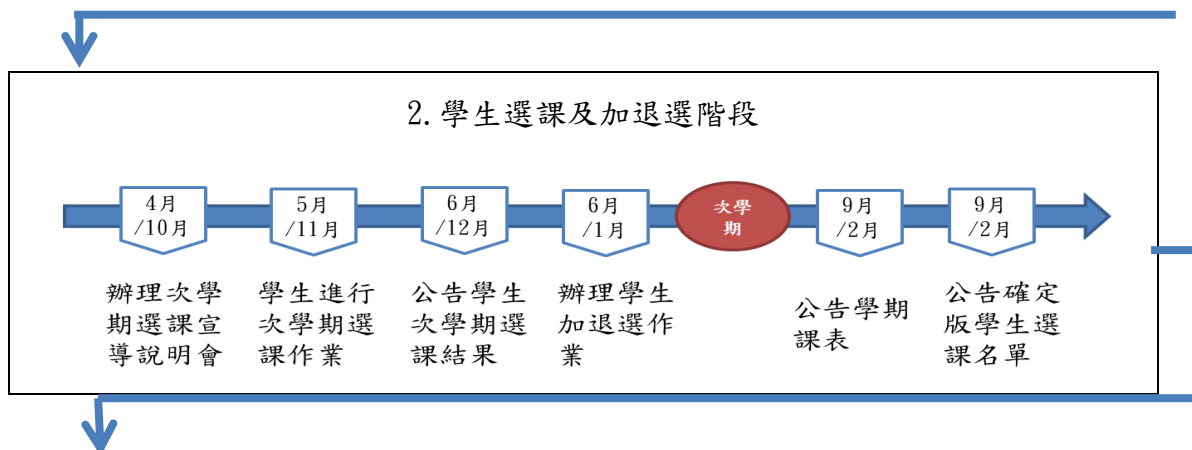 2.學生選課及加退選階段
4月
/10月
5月
/11月
6月
/12月
6月
/1月
次學
期
9月
/2月
9月
/2月
辦理次學
期選課宣
導說明會
學生進行
次學期選
課作業
公告學生
次學期選
課結果
辦理學生
加退選作
業
公告學期
課表
公告確定
版學生選
課名單